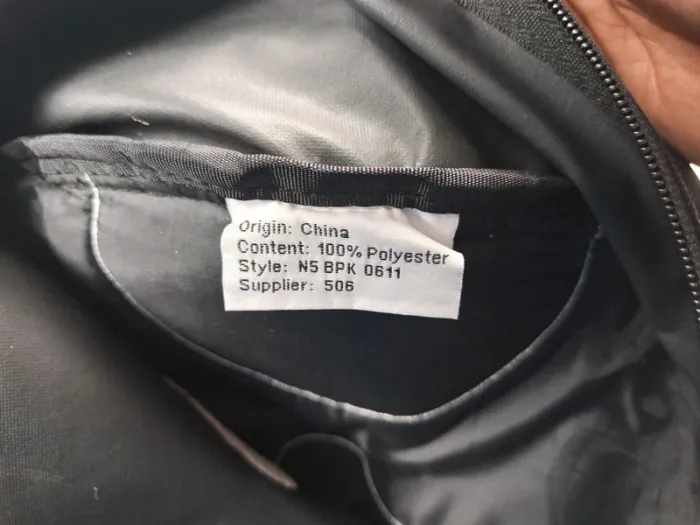 Origin: China
Content: 100% Polyester
Style: N5 BPK 0611
Supplier: 506